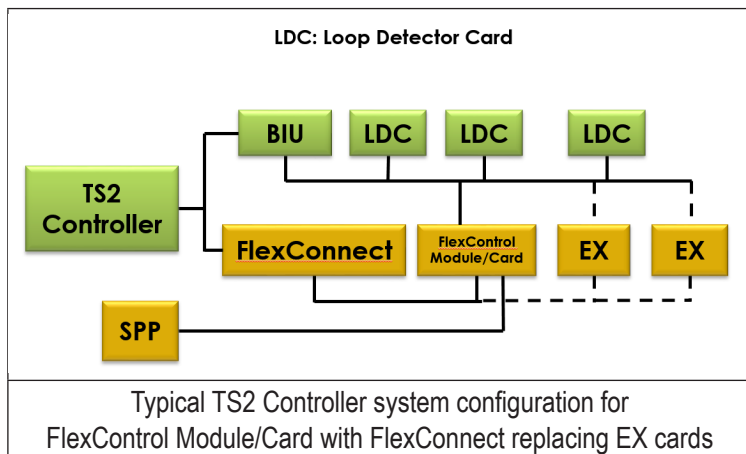 LDC: Loop Detector Card
BIU
LDC
LDC
LDC
TS2
Controller
FlexConnect
FlexControl
Module/Card
EX
EX
SPP
Typical TS2 Controller system configuration for
FlexControl Module/Card with FlexConnect replacing EX cards